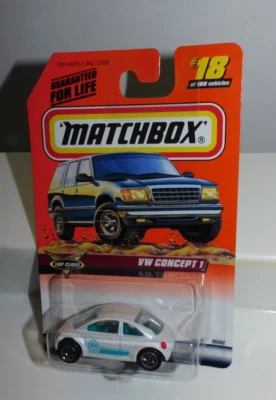 FOR AGES 3 AND OVER
GUARANTEED
FOR LIFE
#18
of 100 vehicles
MATCHBOX
®
TOP CLASS
VW CONCEPT 1